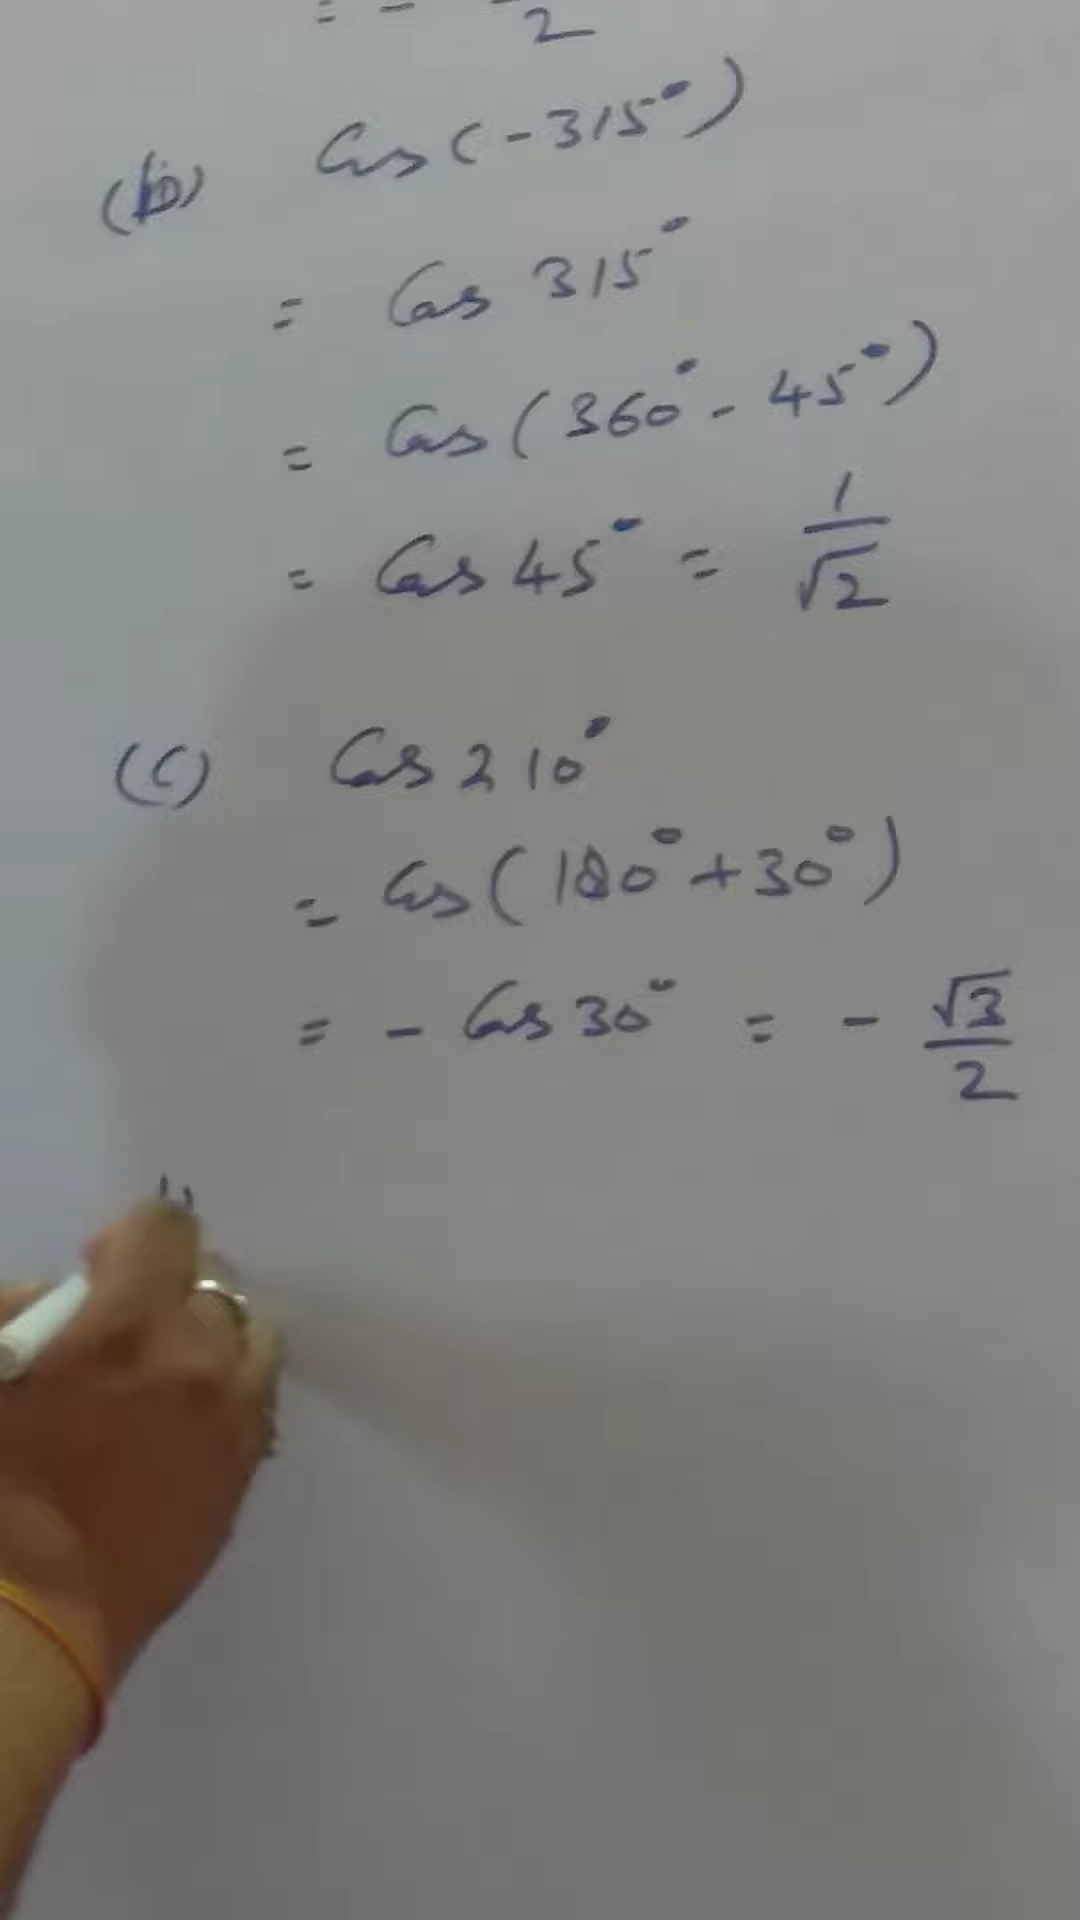 = - 2
(b) Cos (-315°)
= Cos 315°
= Cos (360° - 45°)
= Cos 45° = 1/√2
(C) Cos 210°
= Cos (180° + 30°)
= - Cos 30° = - √3/2